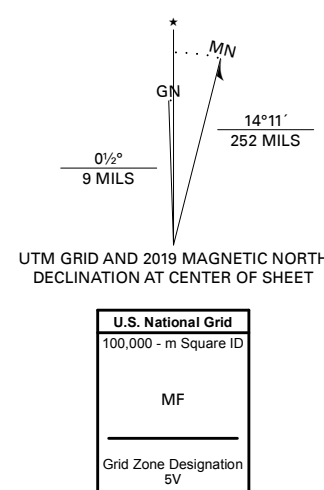 ★
MN
GN
14°11´
252 MILS
0½°
9 MILS
UTM GRID AND 2019 MAGNETIC NORTH
DECLINATION AT CENTER OF SHEET
U.S. National Grid
100,000 - m Square ID
MF
Grid Zone Designation
5V